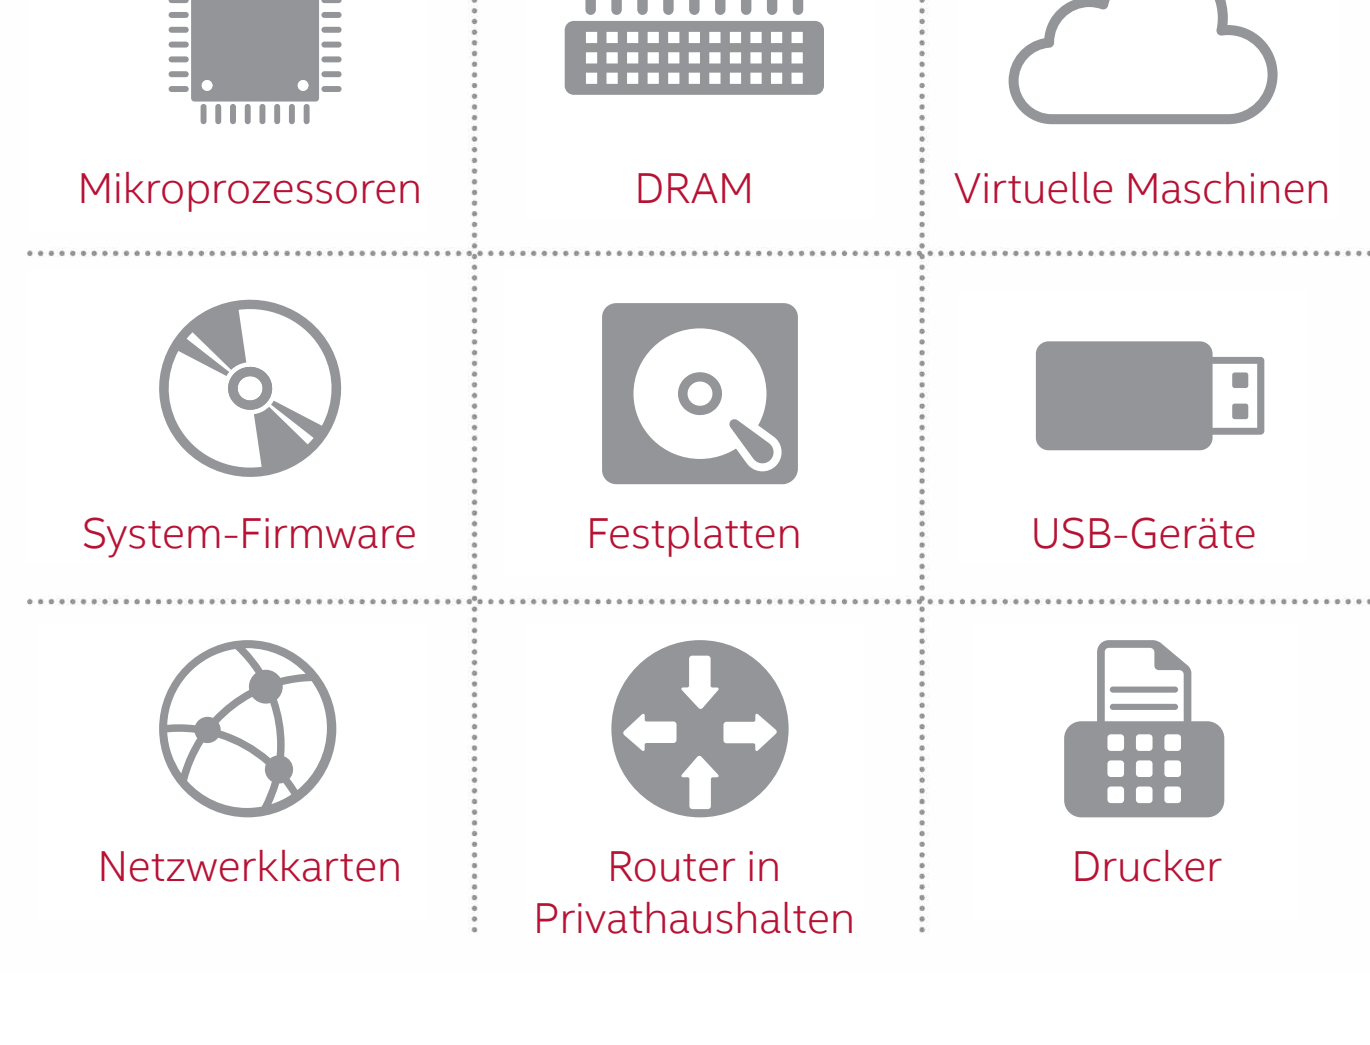 Mikroprozessoren
DRAM
Virtuelle Maschinen
System-Firmware
Festplatten
USB-Geräte
Netzwerkkarten
Router in
Privathaushalten
Drucker